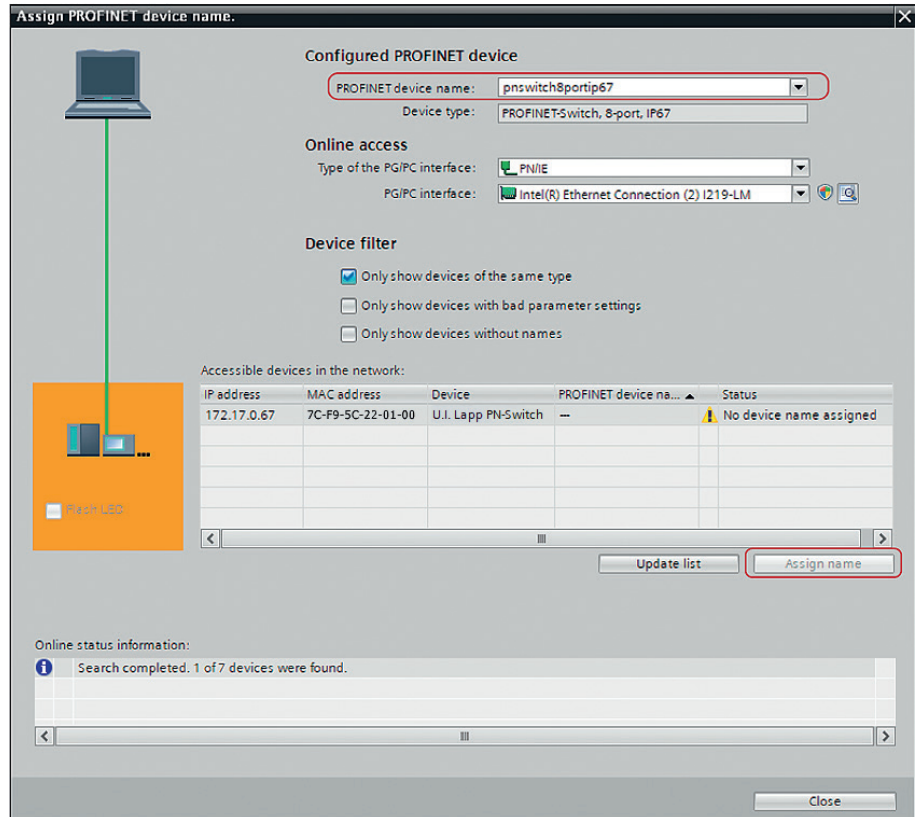 Assign PROFINET device name.
Configured PROFINET device
PROFINET device name: pnswitch8portip67
Device type: PROFINET-Switch, 8-port, IP67
Online access
Type of the PG/PC interface: PN/IE
PG/PC interface: Intel(R) Ethernet Connection (2) I219-LM
Device filter
Only show devices of the same type
Only show devices with bad parameter settings
Only show devices without names
Accessible devices in the network:
IP address MAC address Device PROFINET device na... Status
172.17.0.67 7C-F9-5C-22-01-00 U.I. Lapp PN-Switch --- No device name assigned
Flash LED
Update list Assign name
Online status information:
Search completed. 1 of 7 devices were found.
Close